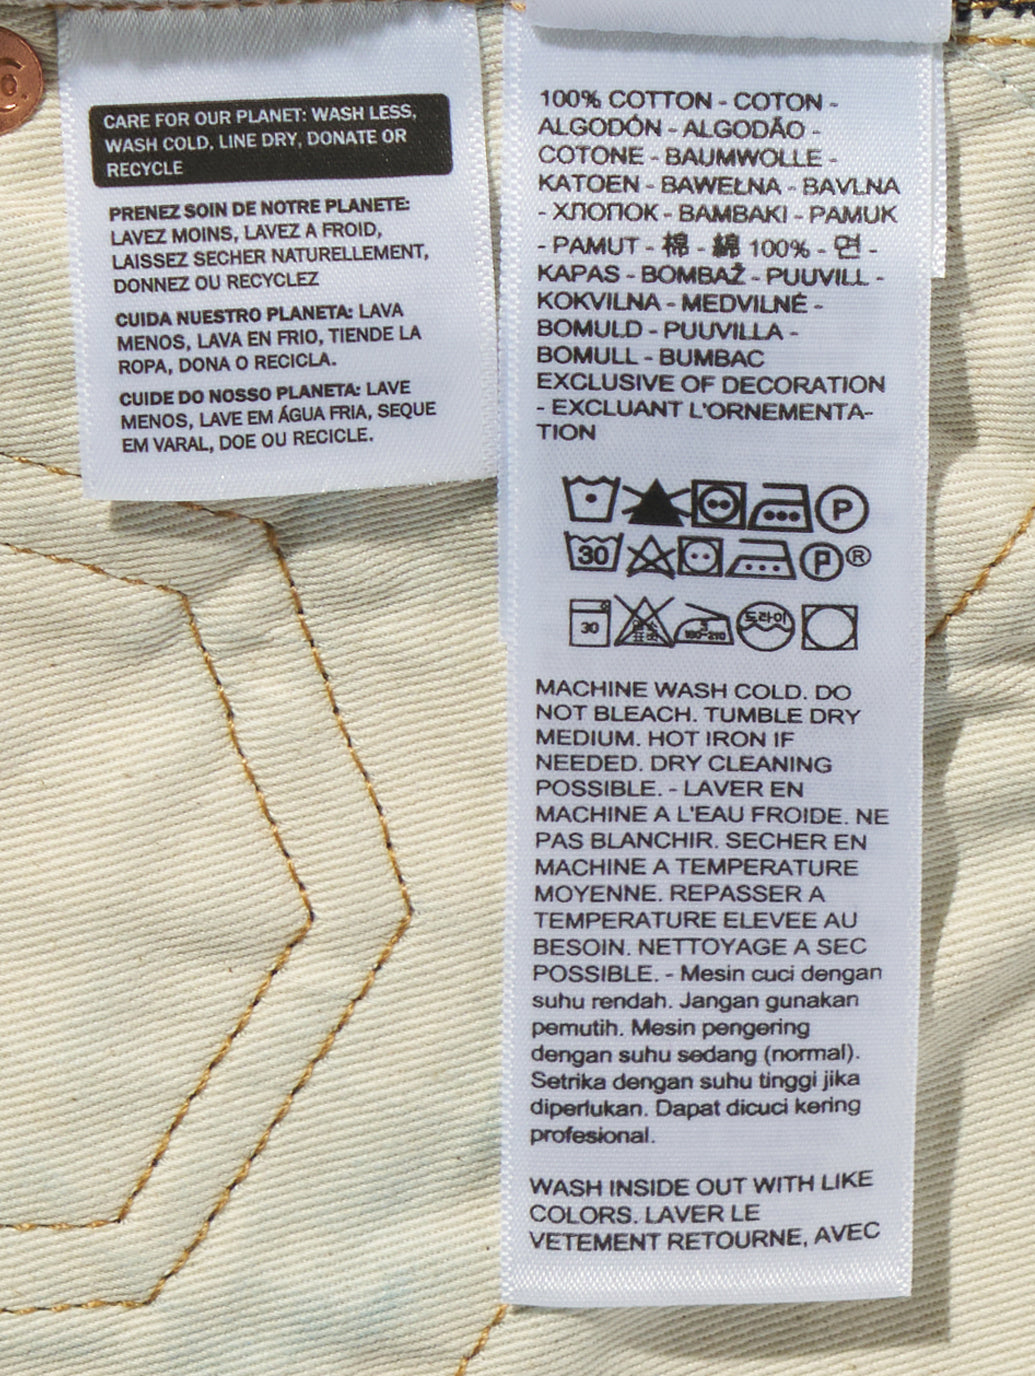 CARE FOR OUR PLANET: WASH LESS,
WASH COLD, LINE DRY, DONATE OR
RECYCLE
PRENEZ SOIN DE NOTRE PLANETE:
LAVEZ MOINS, LAVEZ A FROID,
LAISSEZ SECHER NATURELLEMENT,
DONNEZ OU RECYCLEZ
CUIDA NUESTRO PLANETA: LAVA
MENOS, LAVA EN FRIO, TIENDE LA
ROPA, DONA O RECICLA.
CUIDE DO NOSSO PLANETA: LAVE
MENOS, LAVE EM ÁGUA FRIA, SEQUE
EM VARAL, DOE OU RECICLE.
100% COTTON - COTON -
ALGODÓN - ALGODÃO -
COTONE - BAUMWOLLE -
KATOEN - BAWEŁNA - BAVLNA
- ХЛОПОК - BAMBAKI - PAMUK
- PAMUT - 棉 - 綿 100% - 면 -
KAPAS - BOMBAŽ - PUUVILL -
KOKVILNA - MEDVILNĖ -
BOMULD - PUUVILLA -
BOMULL - BUMBAC
EXCLUSIVE OF DECORATION
- EXCLUANT L'ORNEMENTA-
TION
P
30 P ®
30 3 180-210 드라이
MACHINE WASH COLD. DO
NOT BLEACH. TUMBLE DRY
MEDIUM. HOT IRON IF
NEEDED. DRY CLEANING
POSSIBLE. - LAVER EN
MACHINE A L'EAU FROIDE. NE
PAS BLANCHIR. SECHER EN
MACHINE A TEMPERATURE
MOYENNE. REPASSER A
TEMPERATURE ELEVEE AU
BESOIN. NETTOYAGE A SEC
POSSIBLE. - Mesin cuci dengan
suhu rendah. Jangan gunakan
pemutih. Mesin pengering
dengan suhu sedang (normal).
Setrika dengan suhu tinggi jika
diperlukan. Dapat dicuci kering
profesional.
WASH INSIDE OUT WITH LIKE
COLORS. LAVER LE
VETEMENT RETOURNE, AVEC